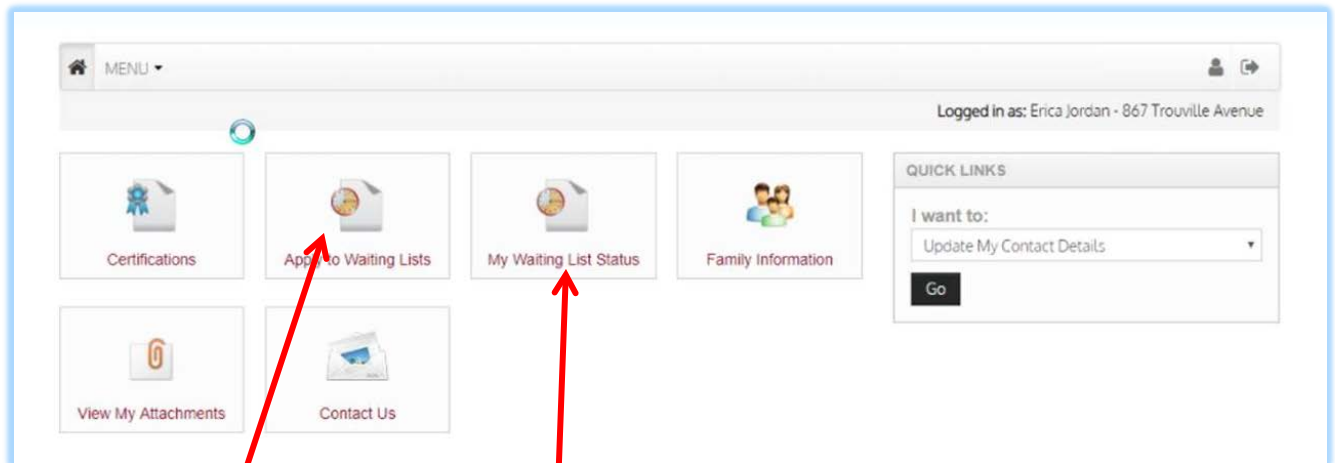 MENU
Logged in as: Erica Jordan - 867 Trouville Avenue
Certifications
Apply to Waiting Lists
My Waiting List Status
Family Information
QUICK LINKS
I want to:
Update My Contact Details
Go
View My Attachments
Contact Us